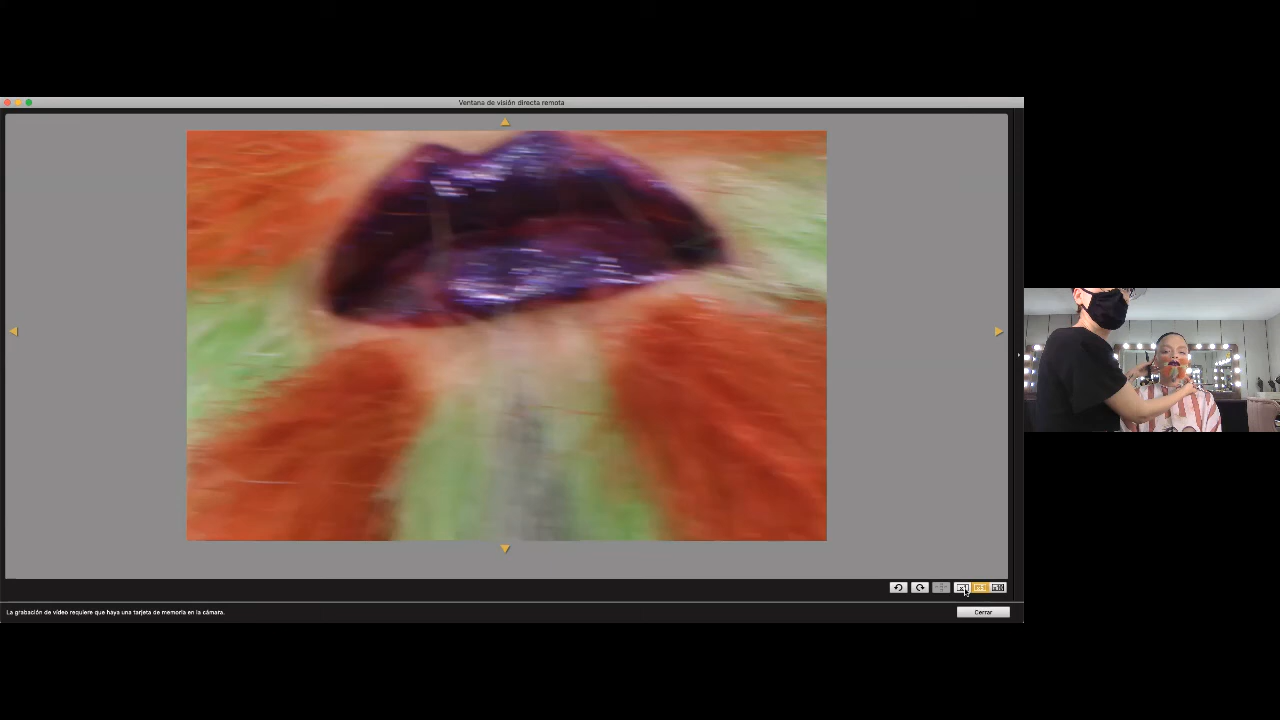 Ventana de visión directa remota
La grabación de vídeo requiere que haya una tarjeta de memoria en la cámara.
Cerrar